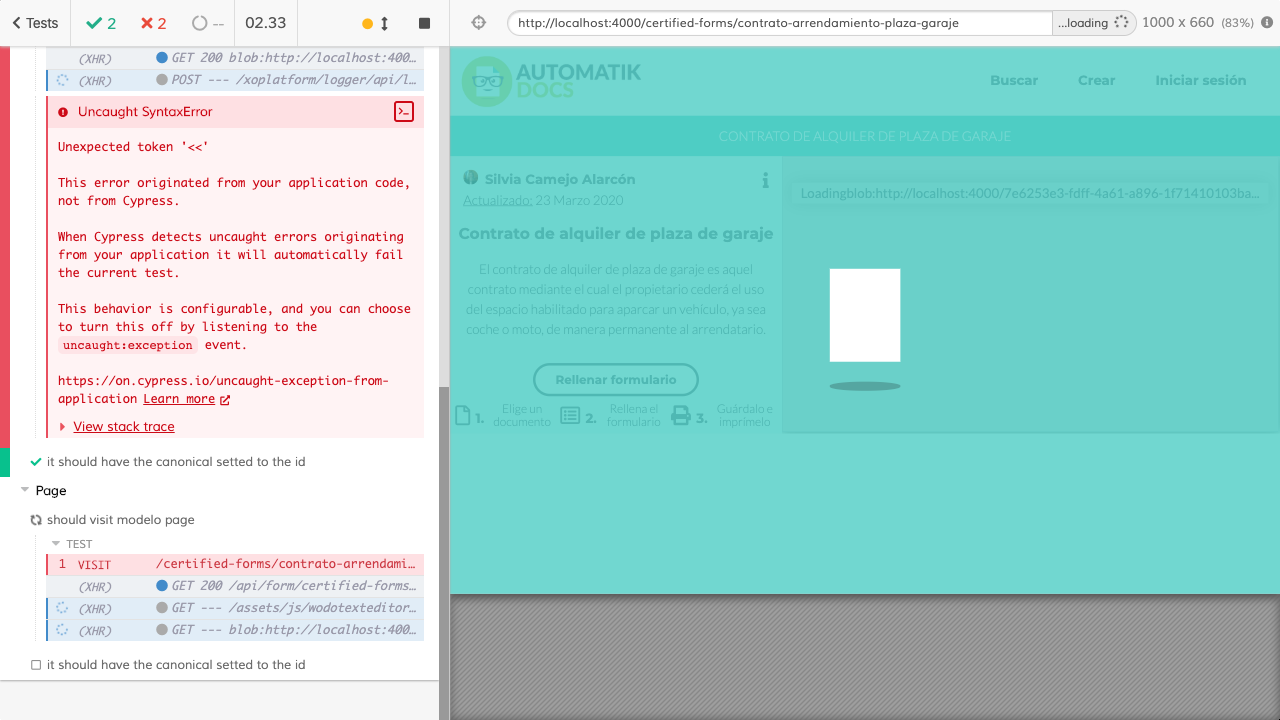 Tests
2
2
--
02.33
http://localhost:4000/certified-forms/contrato-arrendamiento-plaza-garaje
...loading
1000 x 660 (83%)
(XHR) GET 200 blob:http://localhost:400...
(XHR) POST --- /xoplatform/logger/api/l...
Uncaught SyntaxError
Unexpected token '<<'
This error originated from your application code,
not from Cypress.
When Cypress detects uncaught errors originating
from your application it will automatically fail
the current test.
This behavior is configurable, and you can choose
to turn this off by listening to the
uncaught:exception event.
https://on.cypress.io/uncaught-exception-from-
application Learn more
View stack trace
it should have the canonical setted to the id
Page
should visit modelo page
TEST
1 VISIT /certified-forms/contrato-arrendami...
(XHR) GET 200 /api/form/certified-forms...
(XHR) GET --- /assets/js/wodotexteditor...
(XHR) GET --- blob:http://localhost:400...
it should have the canonical setted to the id
AUTOMATIK
DOCS
Buscar
Crear
Iniciar sesión
CONTRATO DE ALQUILER DE PLAZA DE GARAJE
Silvia Camejo Alarcón
Actualizado: 23 Marzo 2020
Contrato de alquiler de plaza de garaje
El contrato de alquiler de plaza de garaje es aquel
contrato mediante el cual el propietario cederá el uso
del espacio habilitado para aparcar un vehículo, ya sea
coche o moto, de manera permanente al arrendatario.
Rellenar formulario
1. Elige un
documento
2. Rellena el
formulario
3. Guárdalo e
imprímelo
Loadingblob:http://localhost:4000/7e6253e3-fdff-4a61-a896-1f71410103ba...